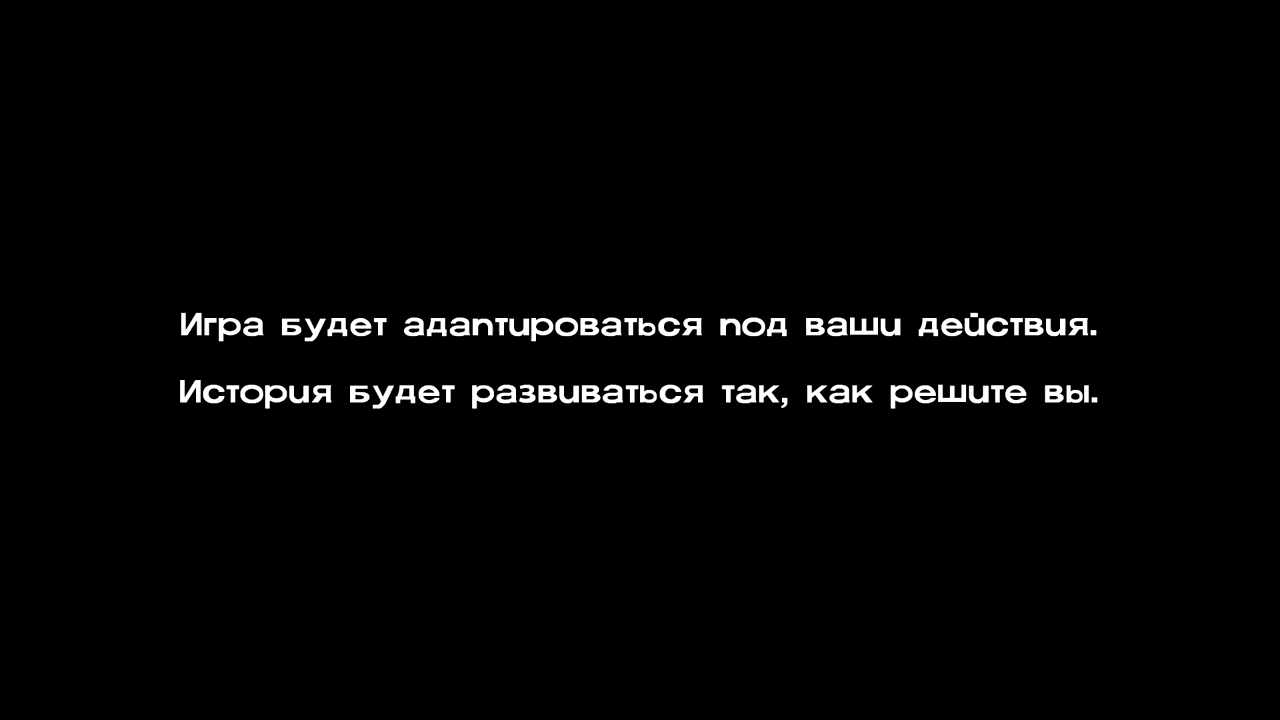 Игра будет адаптироваться под ваши действия.
История будет развиваться так, как решите вы.